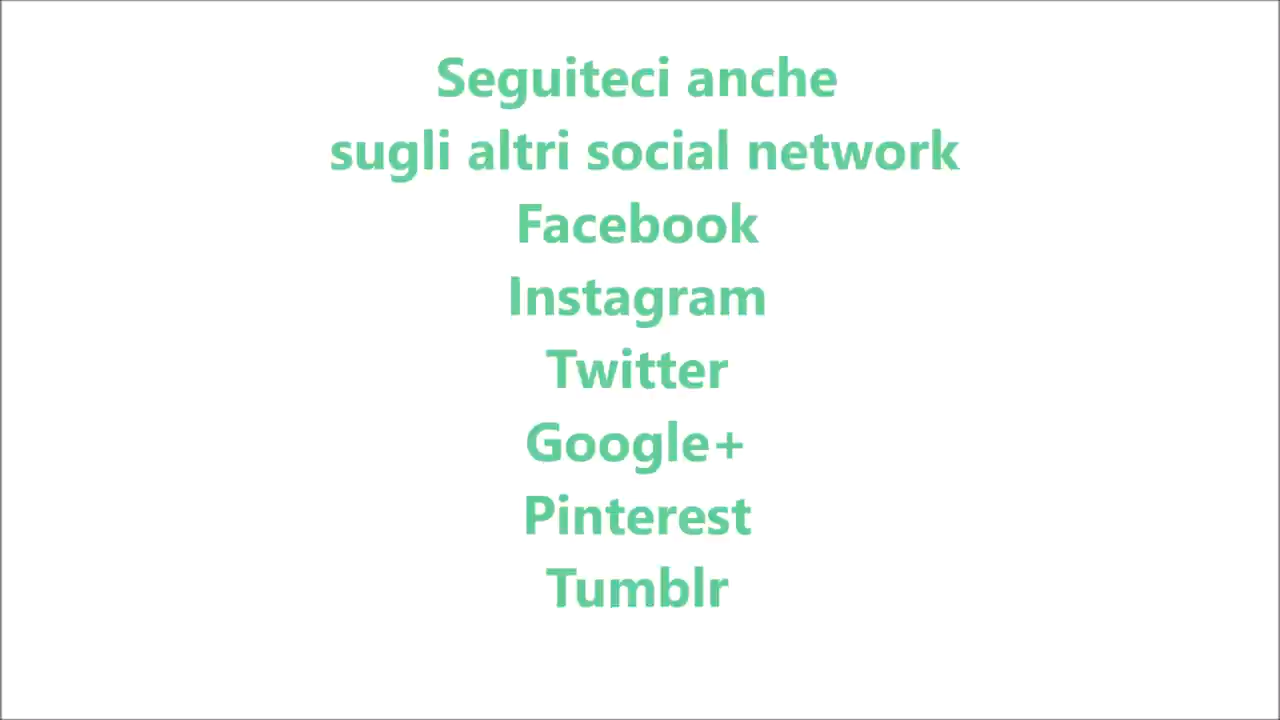 Seguiteci anche
sugli altri social network
Facebook
Instagram
Twitter
Google+
Pinterest
Tumblr